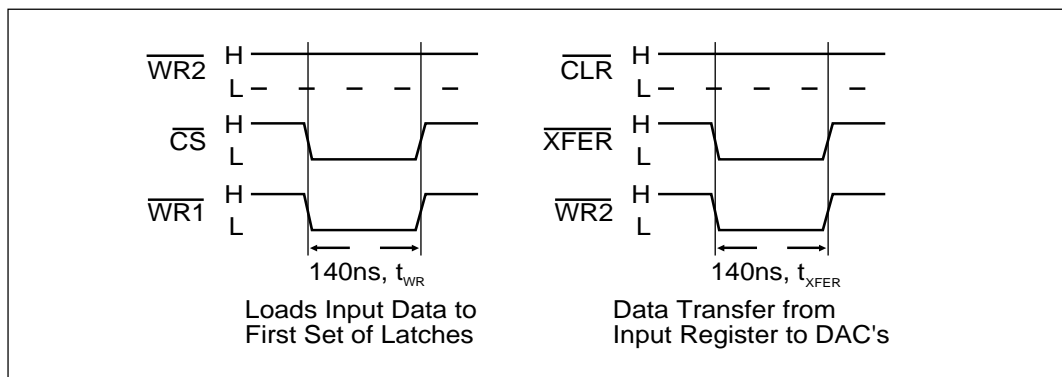 WR2 H
L
CS H
L
WR1 H
L
140ns, tWR
Loads Input Data to
First Set of Latches
CLR H
L
XFER H
L
WR2 H
L
140ns, tXFER
Data Transfer from
Input Register to DAC's